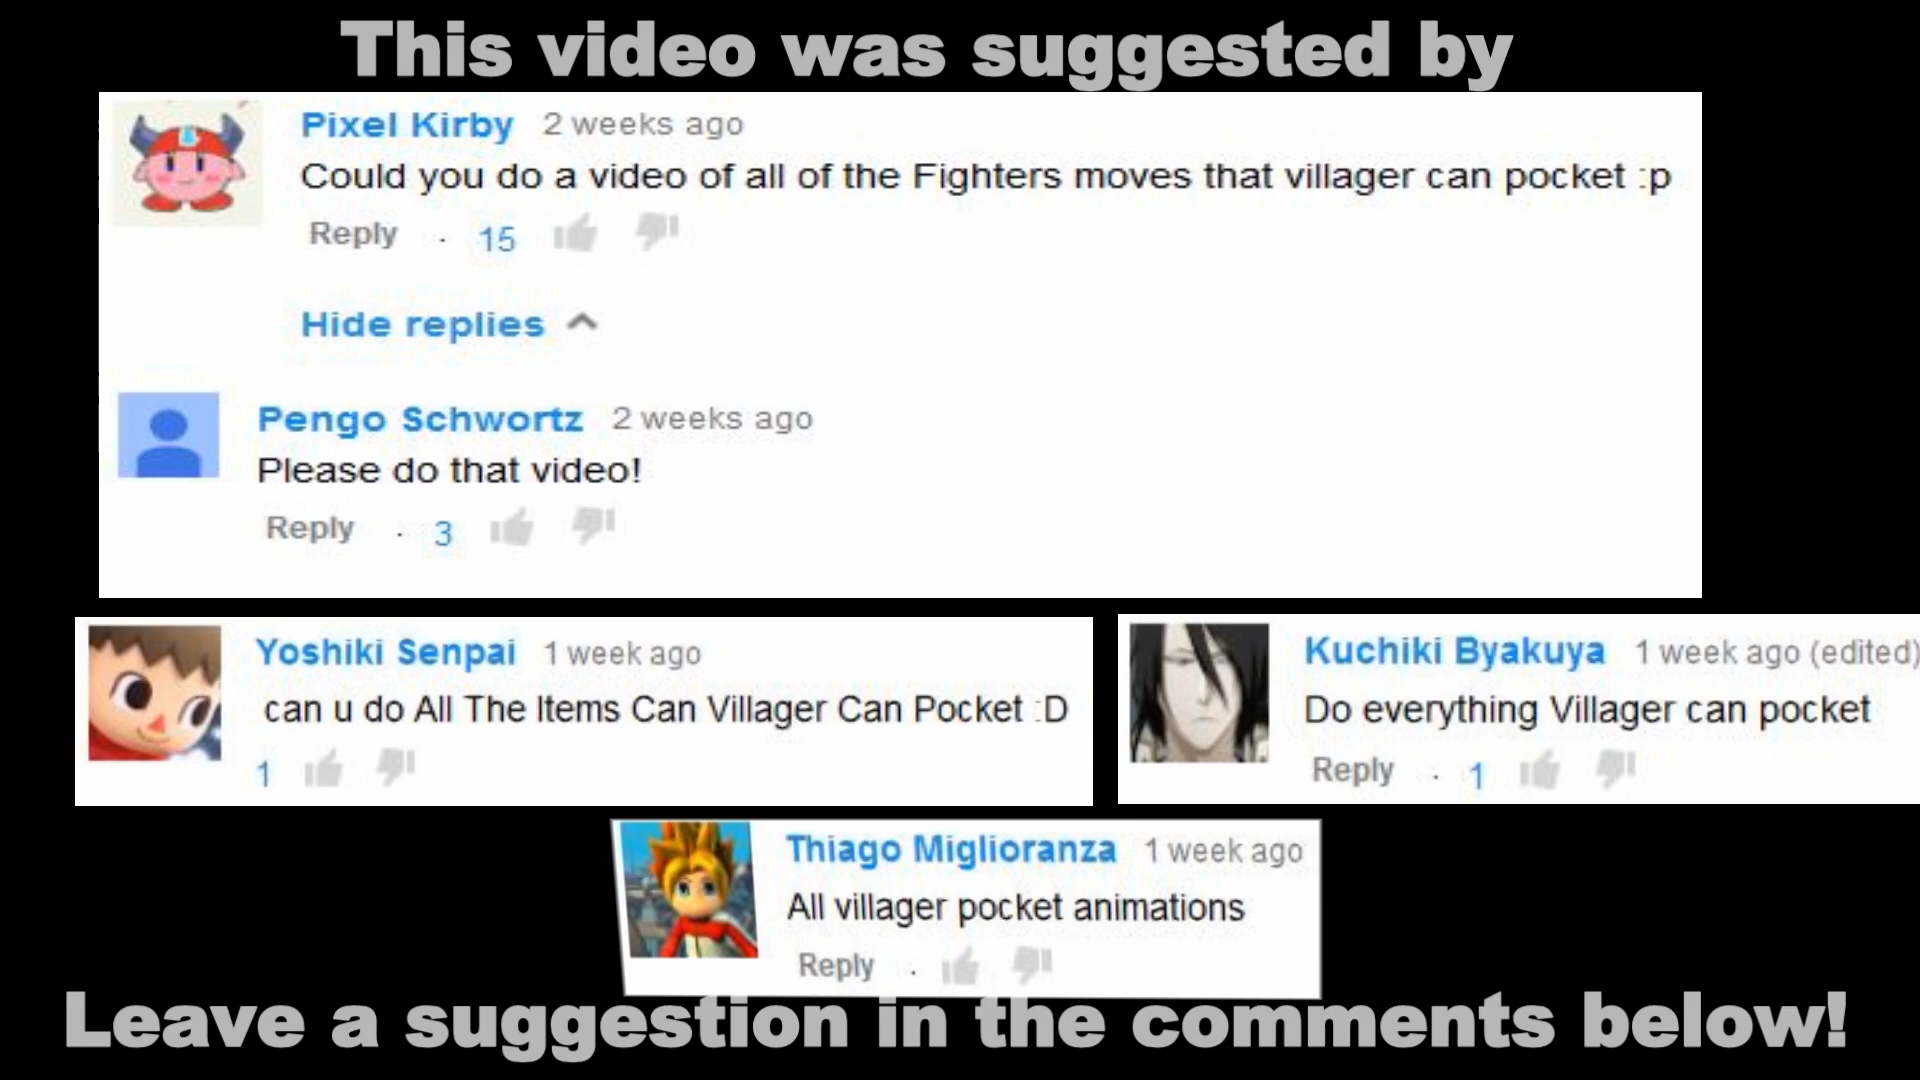 This video was suggested by
Pixel Kirby 2 weeks ago
Could you do a video of all of the Fighters moves that villager can pocket :p
Reply · 15
Hide replies
Pengo Schwortz 2 weeks ago
Please do that video!
Reply · 3
Yoshiki Senpai 1 week ago
can u do All The Items Can Villager Can Pocket :D
1
Kuchiki Byakuya 1 week ago (edited)
Do everything Villager can pocket
Reply · 1
Thiago Miglioranza 1 week ago
All villager pocket animations
Reply ·
Leave a suggestion in the comments below!